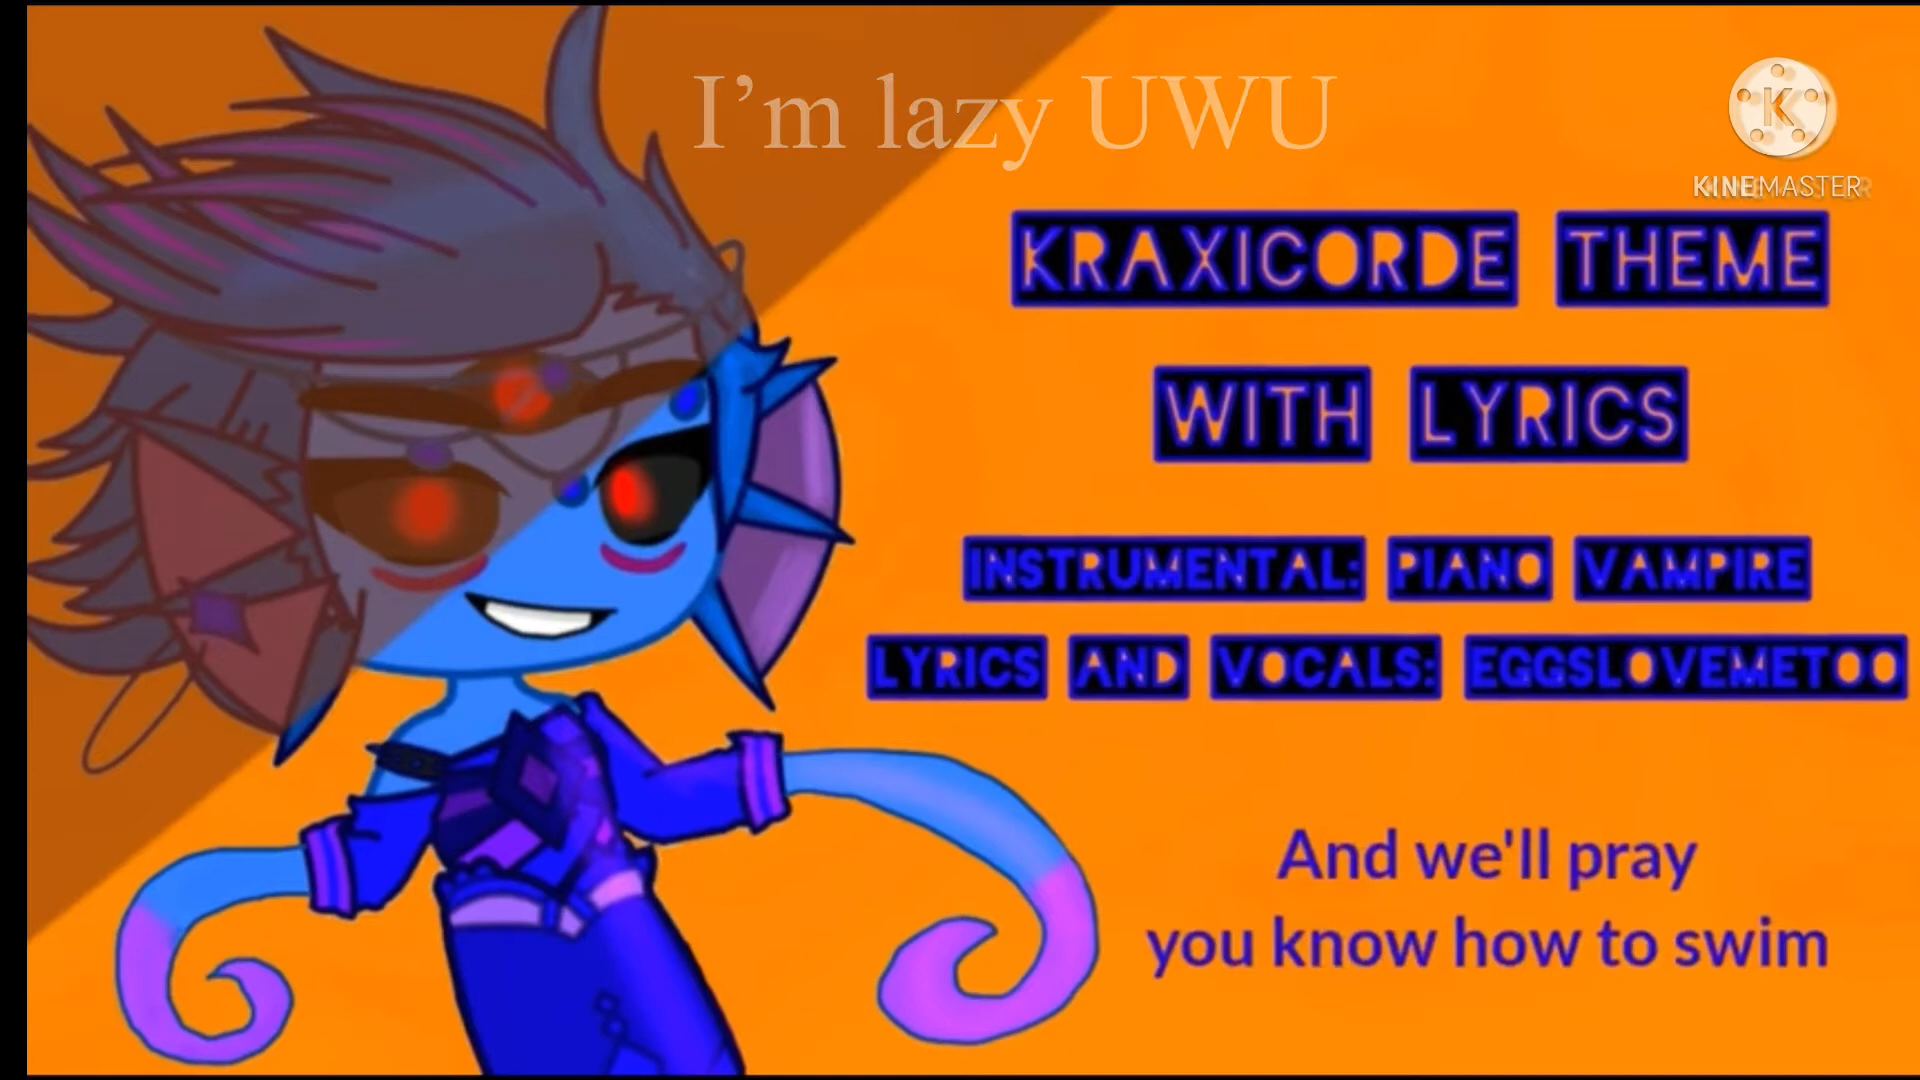 I’m lazy UWU
KINEMASTER
KRAXICORDE THEME
WITH LYRICS
INSTRUMENTAL: PIANO VAMPIRE
LYRICS AND VOCALS: EGGSLOVEMETOO
And we'll pray
you know how to swim